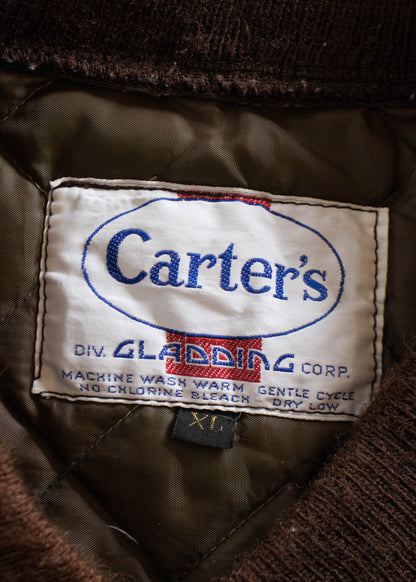 Carter's
DIV. GLADDING CORP.
MACHINE WASH WARM GENTLE CYCLE
NO CHLORINE BLEACH DRY LOW
XL